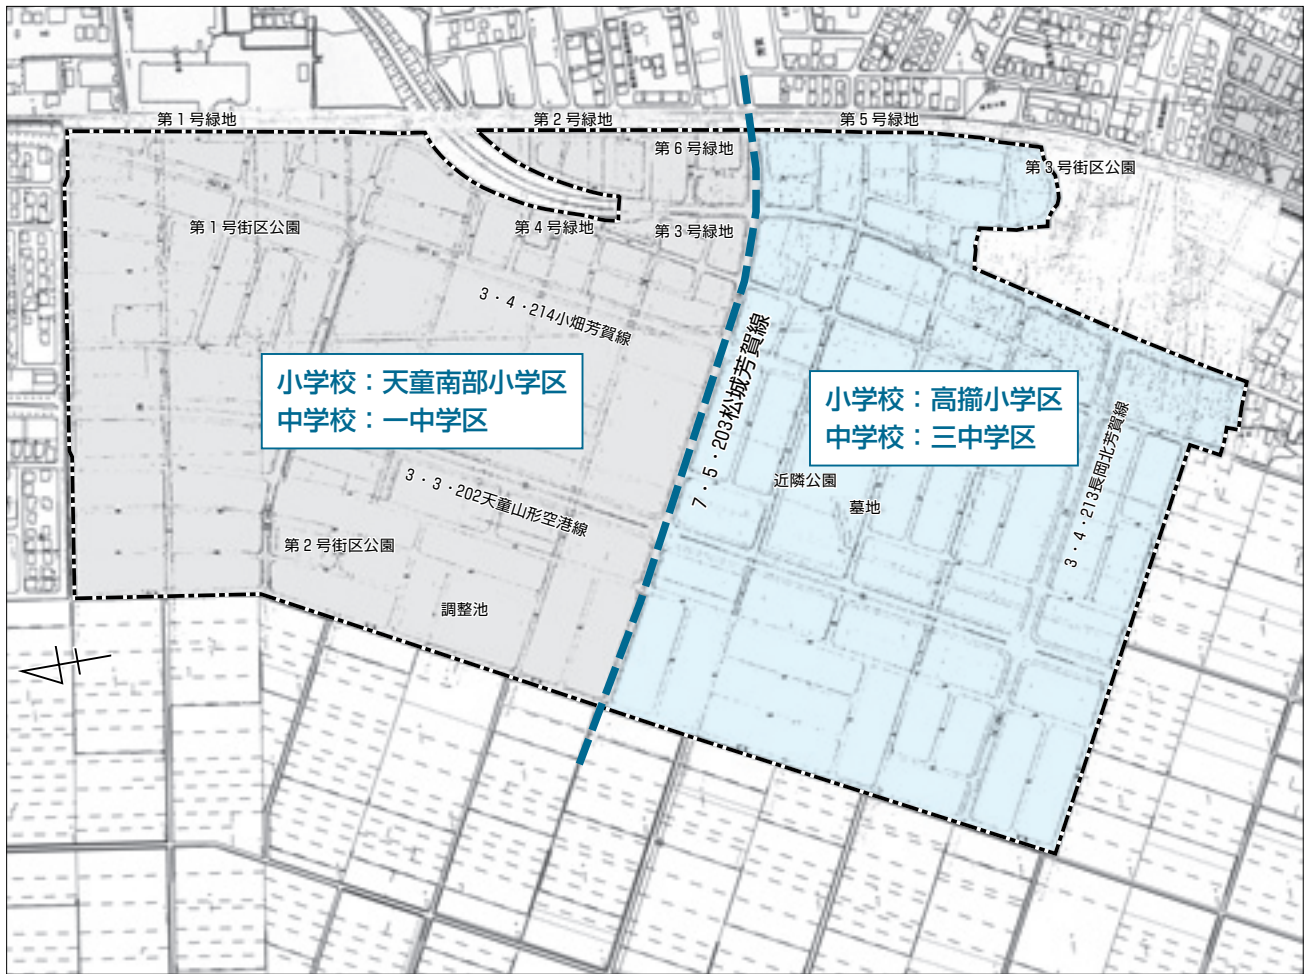 第１号緑地
第２号緑地
第５号緑地
第６号緑地
第３号街区公園
第１号街区公園
第４号緑地
第３号緑地
３・４・214小畑芳賀線
７・５・203松城芳賀線
小学校：天童南部小学区
中学校：一中学区
小学校：高擶小学区
中学校：三中学区
３・４・213長岡北芳賀線
３・３・202天童山形空港線
近隣公園
墓地
第２号街区公園
調整池